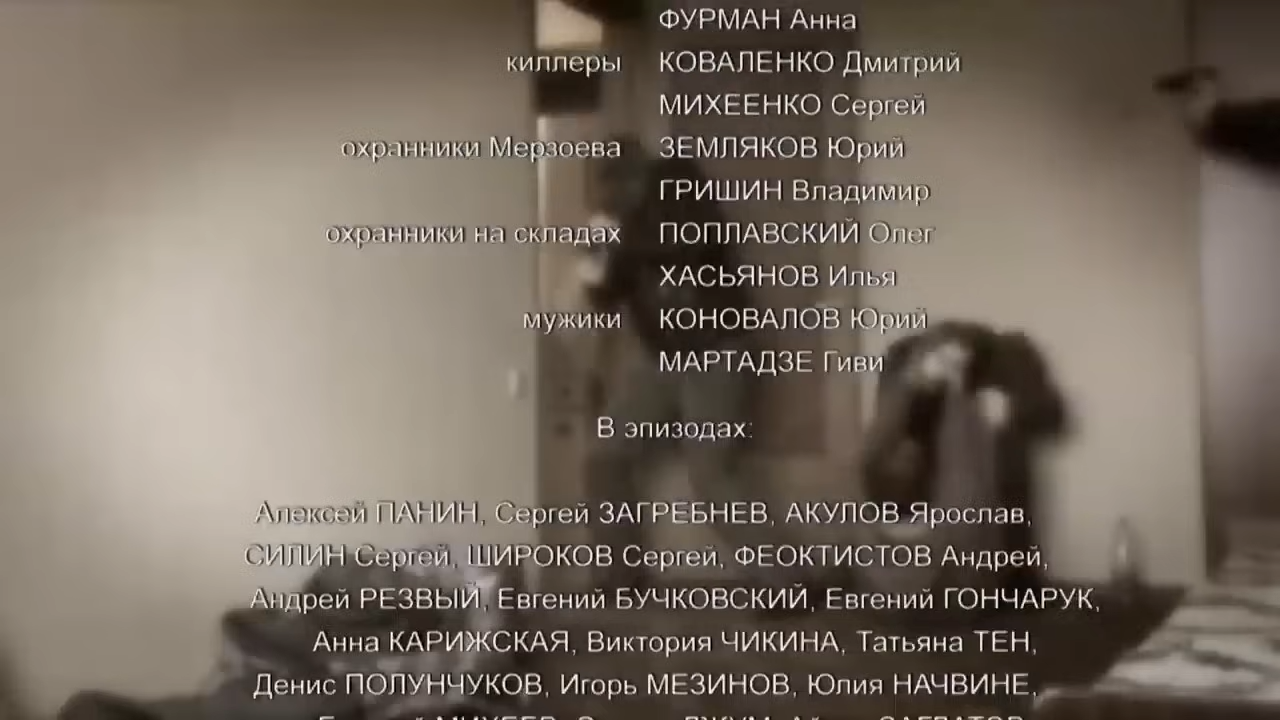 ФУРМАН Анна
киллеры КОВАЛЕНКО Дмитрий
МИХЕЕНКО Сергей
охранники Мерзоева ЗЕМЛЯКОВ Юрий
ГРИШИН Владимир
охранники на складах ПОПЛАВСКИЙ Олег
ХАСЬЯНОВ Илья
мужики КОНОВАЛОВ Юрий
МАРТАДЗЕ Гиви
В эпизодах:
Алексей ПАНИН, Сергей ЗАГРЕБНЕВ, АКУЛОВ Ярослав,
СИЛИН Сергей, ШИРОКОВ Сергей, ФЕОКТИСТОВ Андрей,
Андрей РЕЗВЫЙ, Евгений БУЧКОВСКИЙ, Евгений ГОНЧАРУК,
Анна КАРИЖСКАЯ, Виктория ЧИКИНА, Татьяна ТЕН,
Денис ПОЛУНЧУКОВ, Игорь МЕЗИНОВ, Юлия НАЧВИНЕ,